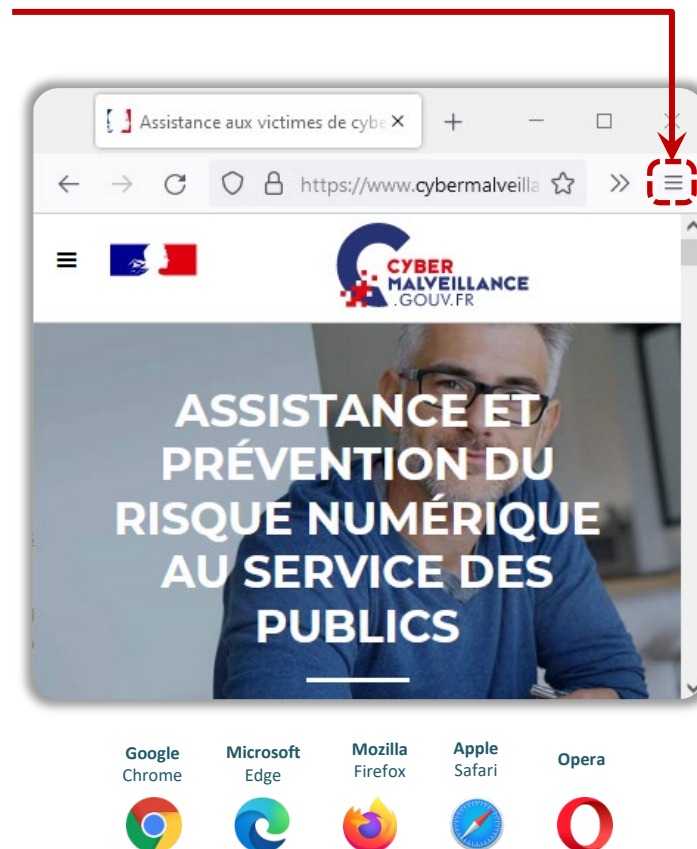 Assistance aux victimes de cybe
https://www.cybermalveilla
CYBER
MALVEILLANCE
.GOUV.FR
ASSISTANCE ET
PRÉVENTION DU
RISQUE NUMÉRIQUE
AU SERVICE DES
PUBLICS
Google Microsoft Mozilla Apple Opera
Chrome Edge Firefox Safari